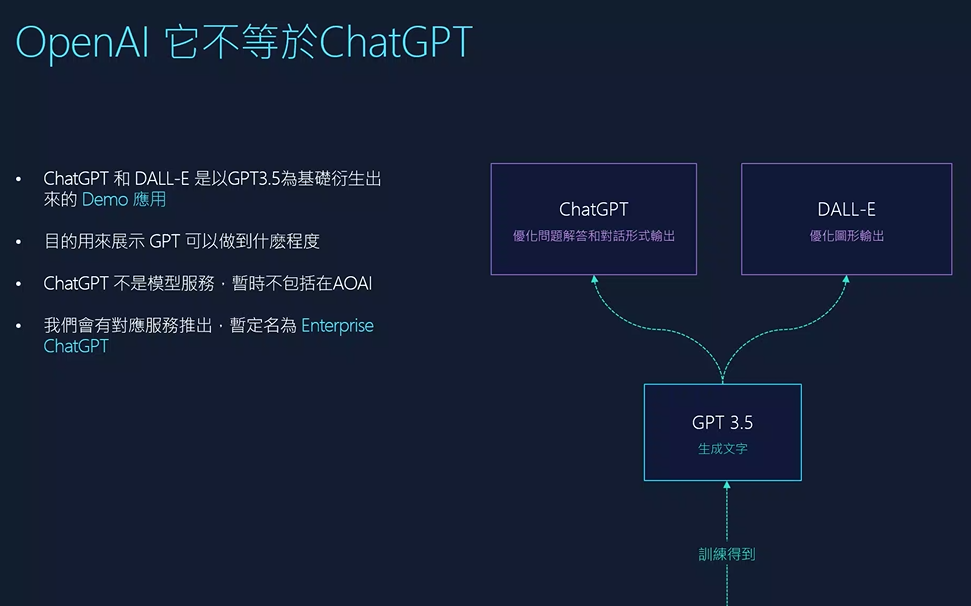 OpenAI 它不等於ChatGPT
• ChatGPT 和 DALL-E 是以GPT3.5為基礎衍生出
來的 Demo 應用
• 目的用來展示 GPT 可以做到什麼程度
• ChatGPT 不是模型服務，暫時不包括在AOAI
• 我們會有對應服務推出，暫定名為 Enterprise
ChatGPT
ChatGPT
優化問題解答和對話形式輸出
DALL-E
優化圖形輸出
GPT 3.5
生成文字
訓練得到